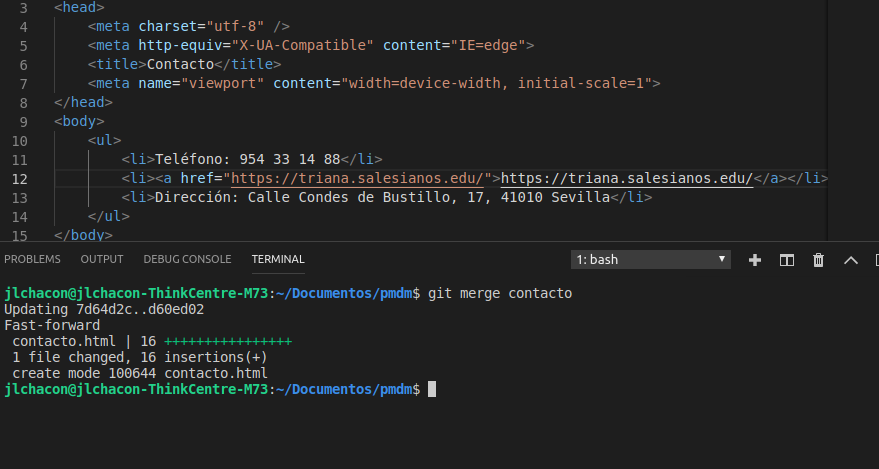 3 <head>
4 <meta charset="utf-8" />
5 <meta http-equiv="X-UA-Compatible" content="IE=edge">
6 <title>Contacto</title>
7 <meta name="viewport" content="width=device-width, initial-scale=1">
8 </head>
9 <body>
10 <ul>
11 <li>Teléfono: 954 33 14 88</li>
12 <li><a href="https://triana.salesianos.edu/">https://triana.salesianos.edu/</a></li>
13 <li>Dirección: Calle Condes de Bustillo, 17, 41010 Sevilla</li>
14 </ul>
15 </body>
PROBLEMS OUTPUT DEBUG CONSOLE TERMINAL 1: bash
jlchacon@jlchacon-ThinkCentre-M73:~/Documentos/pmdm$ git merge contacto
Updating 7d64d2c..d60ed02
Fast-forward
contacto.html | 16 ++++++++++++++++
1 file changed, 16 insertions(+)
create mode 100644 contacto.html
jlchacon@jlchacon-ThinkCentre-M73:~/Documentos/pmdm$